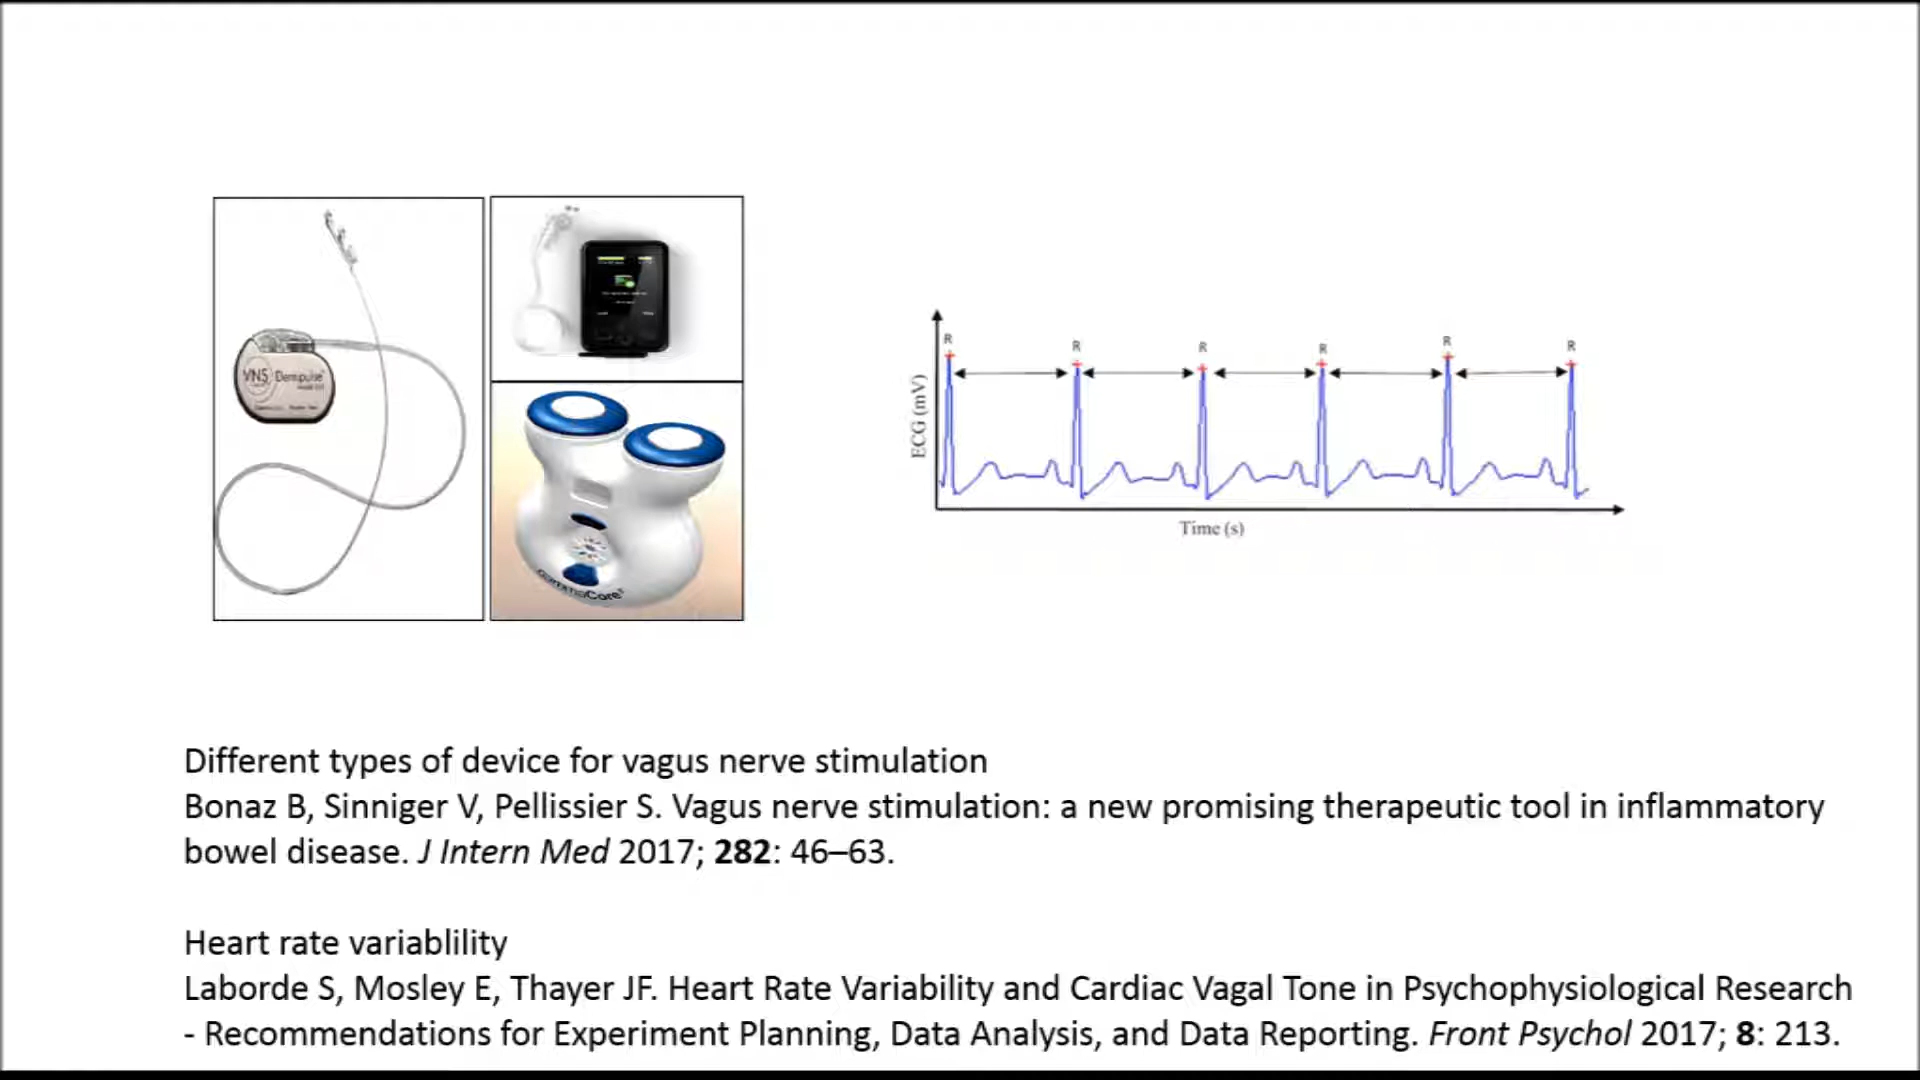 VNS Demipulse
gammaCore
R R R R R R
ECG (mV)
Time (s)
Different types of device for vagus nerve stimulation
Bonaz B, Sinniger V, Pellissier S. Vagus nerve stimulation: a new promising therapeutic tool in inflammatory
bowel disease. J Intern Med 2017; 282: 46–63.
Heart rate variablility
Laborde S, Mosley E, Thayer JF. Heart Rate Variability and Cardiac Vagal Tone in Psychophysiological Research
- Recommendations for Experiment Planning, Data Analysis, and Data Reporting. Front Psychol 2017; 8: 213.